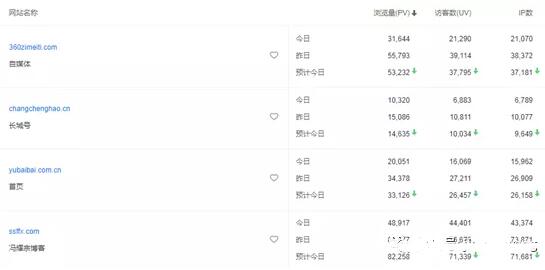 网站名称 浏览量(PV) 访客数(UV) IP数
今日 31,644 21,290 21,070
360zimeiti.com
昨日 55,793 39,114 38,372
自媒体
预计今日 53,232 37,795 37,181
今日 10,320 6,883 6,789
changchenghao.cn
昨日 15,086 10,811 10,077
长城号
预计今日 14,635 10,034 9,649
今日 20,051 16,069 15,962
yubaibai.com.cn
昨日 34,378 27,211 26,909
首页
预计今日 33,126 26,457 26,158
今日 48,917 44,401 43,374
ssffx.com
昨日
冯耀宗博客
预计今日 82,258 71,339 71,681